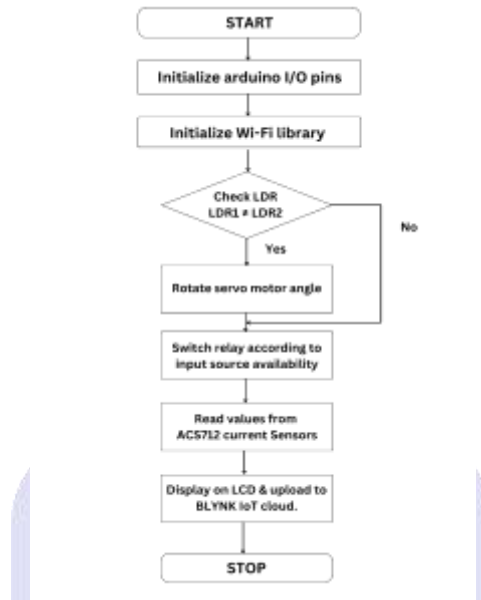 START
Initialize arduino I/O pins
Initialize Wi-Fi library
Check LDR
LDR1 ≠ LDR2
No
Yes
Rotate servo motor angle
Switch relay according to
input source availability
Read values from
ACS712 current Sensors
Display on LCD & upload to
BLYNK IoT cloud.
STOP